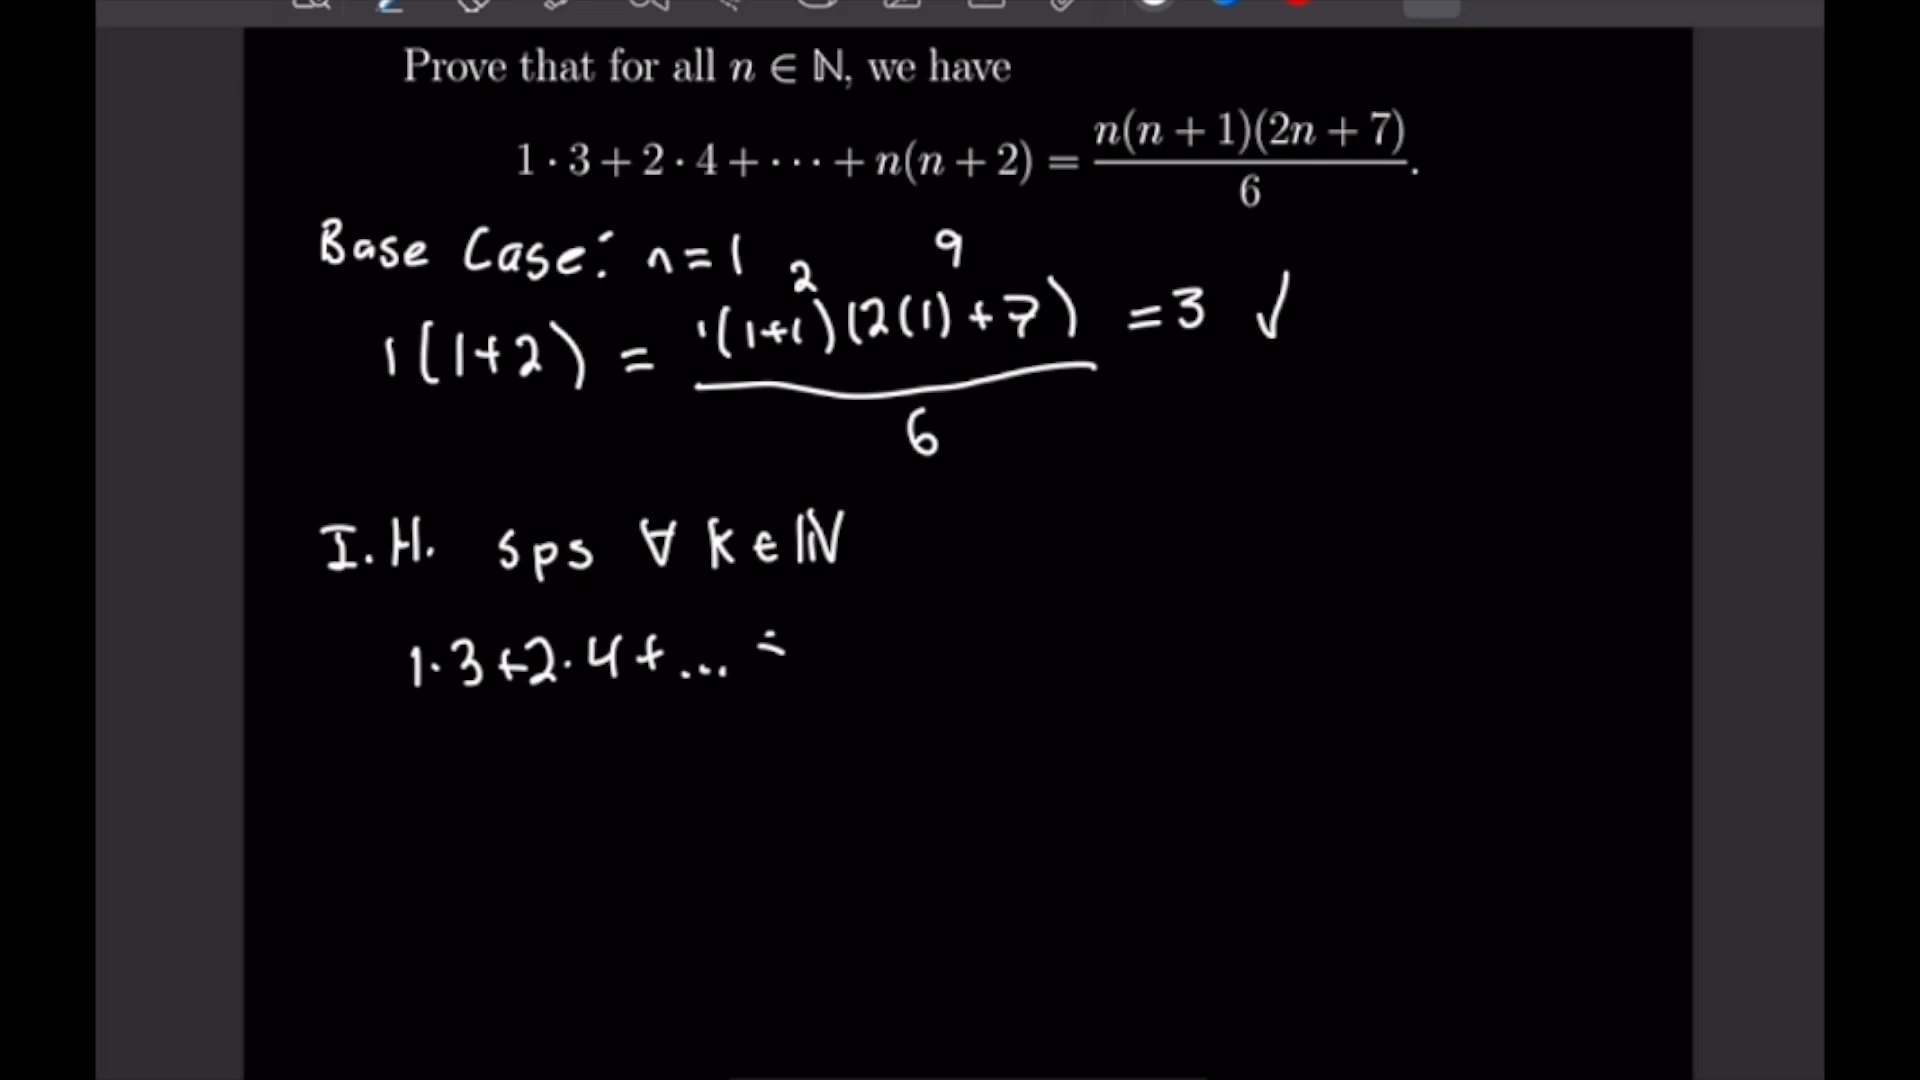 Prove that for all n ∈ ℕ, we have
1 · 3 + 2 · 4 + ··· + n(n + 2) = n(n + 1)(2n + 7) / 6.
Base Case: n = 1
2 9
1(1+2) = 1(1+1)(2(1)+7) / 6 = 3 ✓
I.H. sps ∀ k ∈ ℕ
1·3+2·4+... =